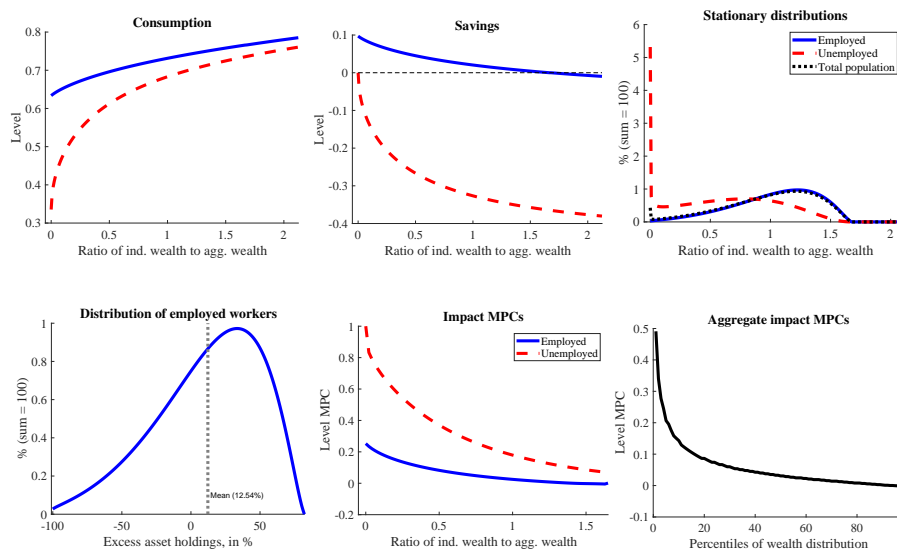 Consumption
0.8
0.7
0.6
0.5
0.4
0.3
Level
0 0.5 1 1.5 2
Ratio of ind. wealth to agg. wealth
Savings
0.1
0
-0.1
-0.2
-0.3
-0.4
Level
0 0.5 1 1.5 2
Ratio of ind. wealth to agg. wealth
Stationary distributions
6
5
4
3
2
1
0
% (sum = 100)
Employed
Unemployed
Total population
0 0.5 1 1.5 2
Ratio of ind. wealth to agg. wealth
Distribution of employed workers
1
0.8
0.6
0.4
0.2
0
% (sum = 100)
Mean (12.54%)
-100 -50 0 50
Excess asset holdings, in %
Impact MPCs
1
0.8
0.6
0.4
0.2
0
-0.2
Level MPC
Employed
Unemployed
0 0.5 1 1.5
Ratio of ind. wealth to agg. wealth
Aggregate impact MPCs
0.5
0.4
0.3
0.2
0.1
0
-0.1
Level MPC
0 20 40 60 80
Percentiles of wealth distribution